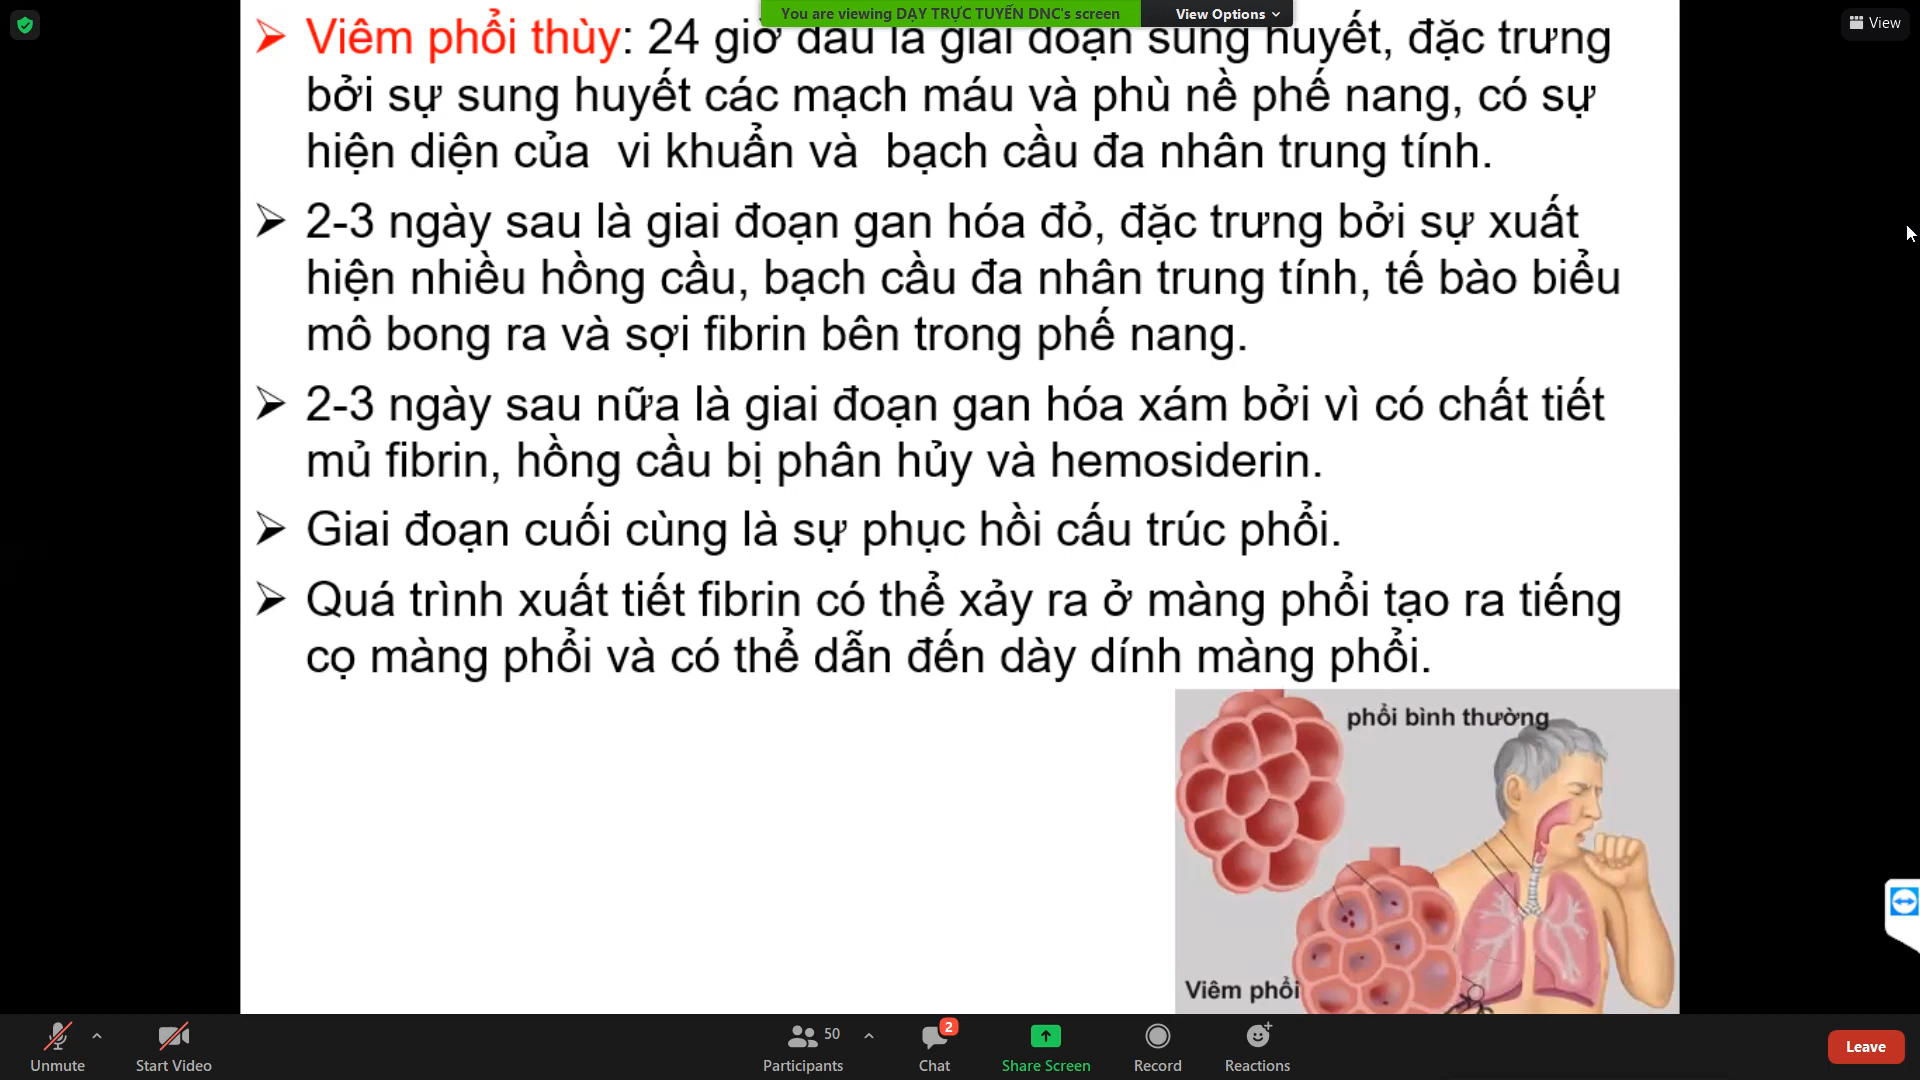 You are viewing DẠY TRỰC TUYẾN DNC's screen
View Options
View
Viêm phổi thùy: 24 giờ đầu là giai đoạn sung huyết, đặc trưng
bởi sự sung huyết các mạch máu và phù nề phế nang, có sự
hiện diện của vi khuẩn và bạch cầu đa nhân trung tính.
2-3 ngày sau là giai đoạn gan hóa đỏ, đặc trưng bởi sự xuất
hiện nhiều hồng cầu, bạch cầu đa nhân trung tính, tế bào biểu
mô bong ra và sợi fibrin bên trong phế nang.
2-3 ngày sau nữa là giai đoạn gan hóa xám bởi vì có chất tiết
mủ fibrin, hồng cầu bị phân hủy và hemosiderin.
Giai đoạn cuối cùng là sự phục hồi cấu trúc phổi.
Quá trình xuất tiết fibrin có thể xảy ra ở màng phổi tạo ra tiếng
cọ màng phổi và có thể dẫn đến dày dính màng phổi.
phổi bình thường
Viêm phổi
Unmute
Start Video
50
Participants
2
Chat
Share Screen
Record
Reactions
Leave